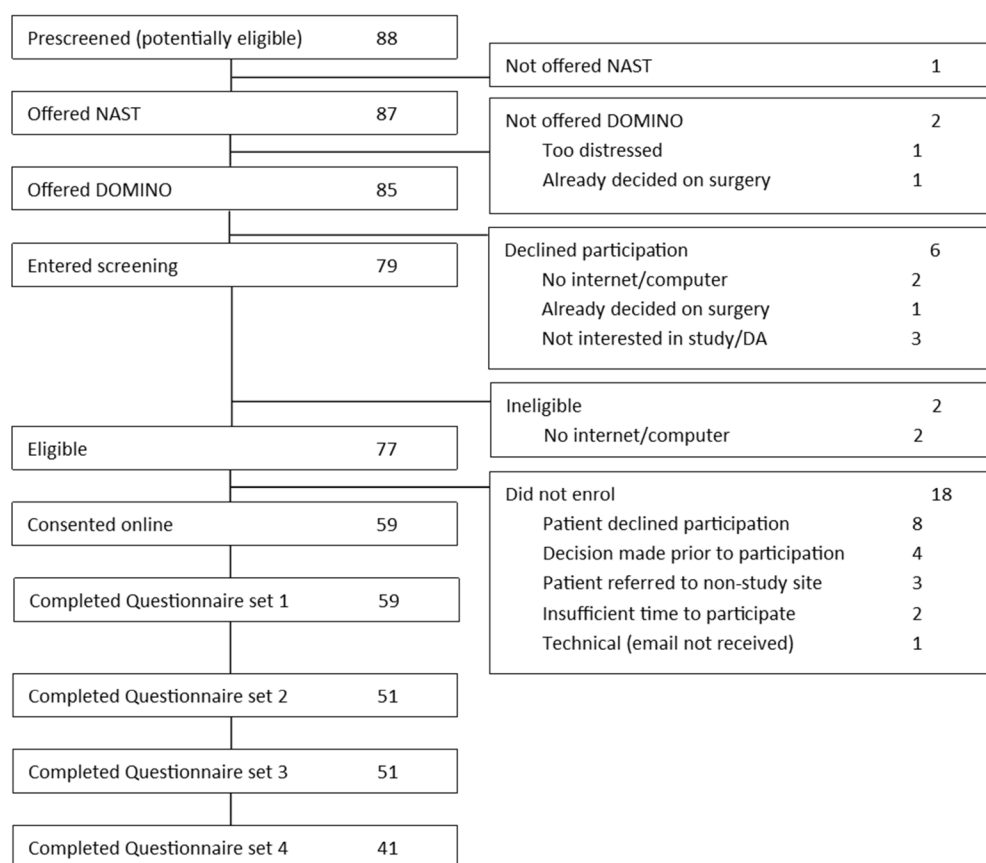 Prescreened (potentially eligible) 88
Not offered NAST 1
Offered NAST 87
Not offered DOMINO 2
Too distressed 1
Already decided on surgery 1
Offered DOMINO 85
Declined participation 6
No internet/computer 2
Already decided on surgery 1
Not interested in study/DA 3
Entered screening 79
Ineligible 2
No internet/computer 2
Eligible 77
Did not enrol 18
Patient declined participation 8
Decision made prior to participation 4
Patient referred to non-study site 3
Insufficient time to participate 2
Technical (email not received) 1
Consented online 59
Completed Questionnaire set 1 59
Completed Questionnaire set 2 51
Completed Questionnaire set 3 51
Completed Questionnaire set 4 41